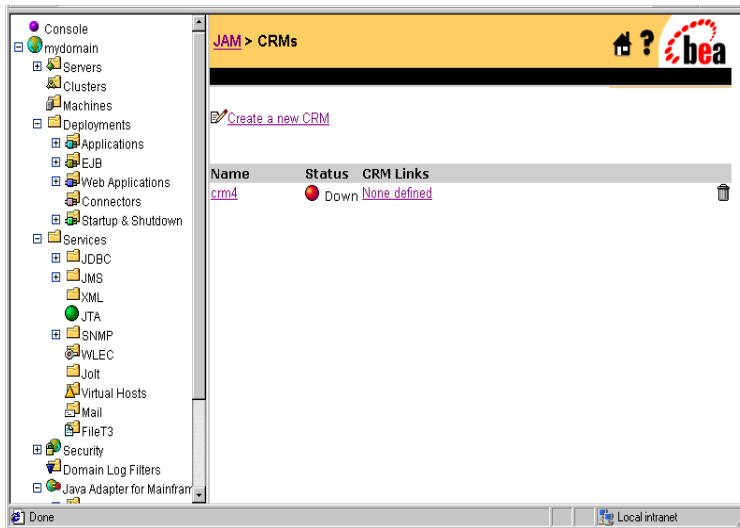 Console
mydomain
Servers
Clusters
Machines
Deployments
Applications
EJB
Web Applications
Connectors
Startup & Shutdown
Services
JDBC
JMS
XML
JTA
SNMP
WLEC
Jolt
Virtual Hosts
Mail
FileT3
Security
Domain Log Filters
Java Adapter for Mainfram
JAM > CRMs
?
bea
Create a new CRM
Name Status CRM Links
crm4 Down None defined
Done Local intranet